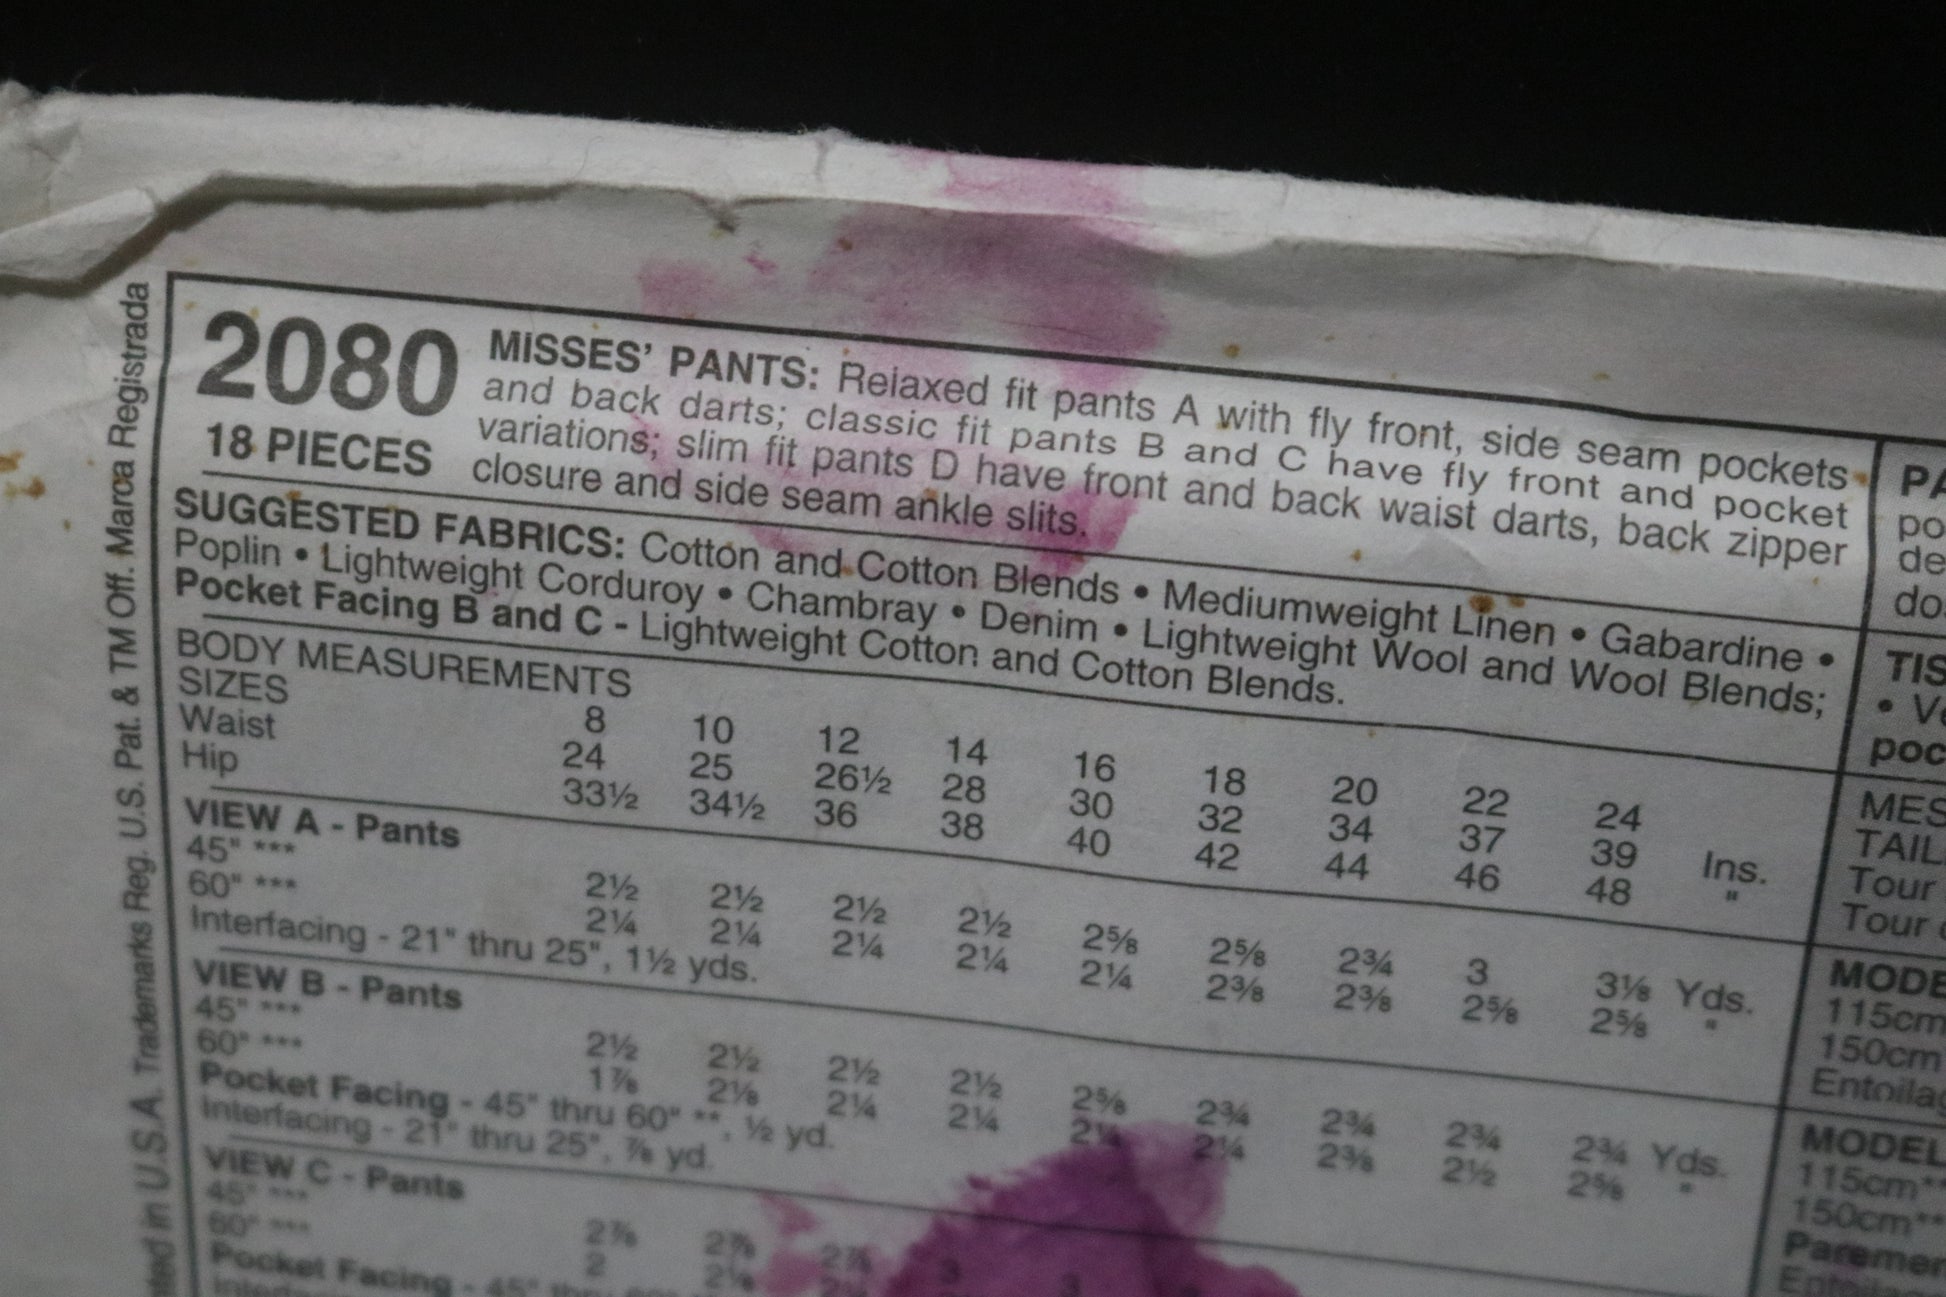 2080
18 PIECES
MISSES' PANTS: Relaxed fit pants A with fly front, side seam pockets
and back darts; classic fit pants B and C have fly front and pocket
variations; slim fit pants D have front and back waist darts, back zipper
closure and side seam ankle slits.
SUGGESTED FABRICS: Cotton and Cotton Blends • Mediumweight Linen • Gabardine •
Poplin • Lightweight Corduroy • Chambray • Denim • Lightweight Wool and Wool Blends;
Pocket Facing B and C - Lightweight Cotton and Cotton Blends.
BODY MEASUREMENTS
SIZES 8 10 12 14 16 18 20 22 24
Waist 24 25 26½ 28 30 32 34 37 39 Ins.
Hip 33½ 34½ 36 38 40 42 44 46 48 "
VIEW A - Pants
45" *** 2½ 2½ 2½ 2½ 2⅝ 2⅝ 2¾ 3 3⅛ Yds.
60" *** 2¼ 2¼ 2¼ 2¼ 2¼ 2⅜ 2⅜ 2⅝ 2⅝ "
Interfacing - 21" thru 25", 1½ yds.
VIEW B - Pants
45" *** 2½ 2½ 2½ 2½ 2⅝ 2¾ 2¾ 2¾ 2¾ Yds.
60" *** 1⅞ 2⅛ 2¼ 2¼ 2¼ 2¼ 2⅜ 2½ 2⅝ "
Pocket Facing - 45" thru 60" **, ½ yd.
Interfacing - 21" thru 25", ⅞ yd.
VIEW C - Pants
45" *** 2⅞ 2⅞ 2⅞ 3 3
60" *** 2
Pocket Facing - 45"
U.S.A. Trademarks Reg. U.S. Pat. & TM Off. Marca Registrada
PA
po
de
do
TIS
• V
poc
MES
TAIL
Tour
Tour
MODE
115cm
150cm
Entoilag
MODEL
115cm**
150cm**
Paremen